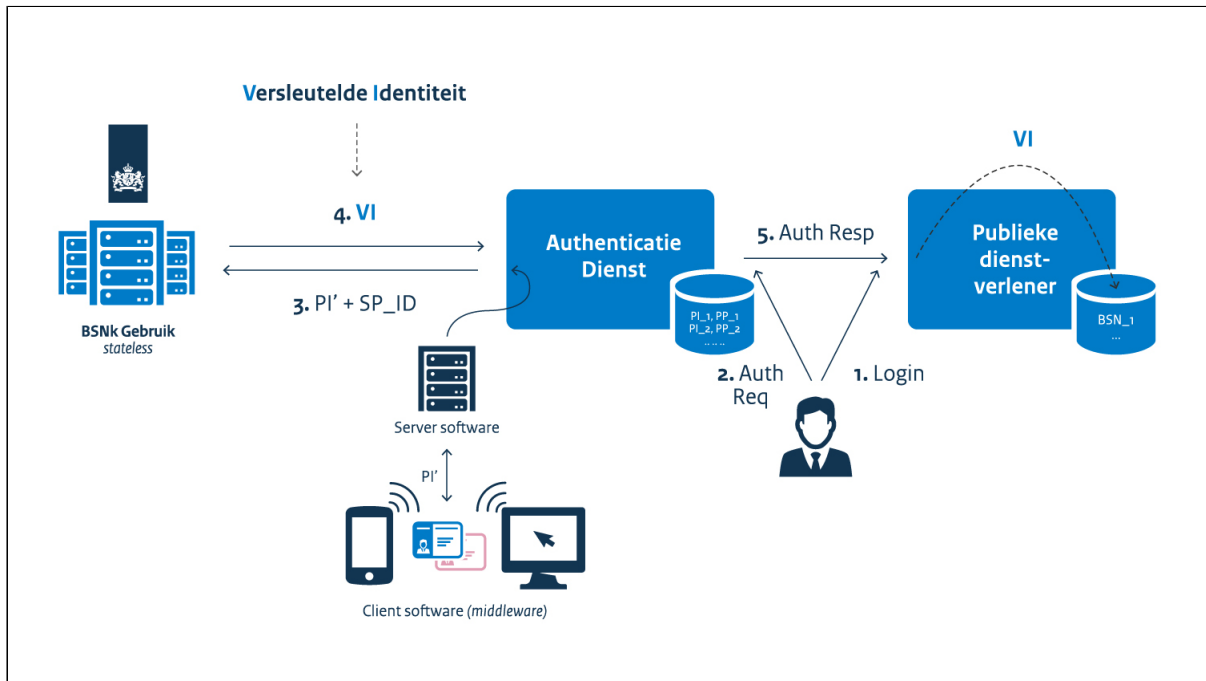 Versleutelde Identiteit
4. VI
3. PI’ + SP_ID
BSNk Gebruik
stateless
Authenticatie
Dienst
PI_1, PP_1
PI_2, PP_2
.. .. ..
5. Auth Resp
VI
Publieke
dienst-
verlener
BSN_1
...
2. Auth
Req
1. Login
Server software
PI’
Client software (middleware)